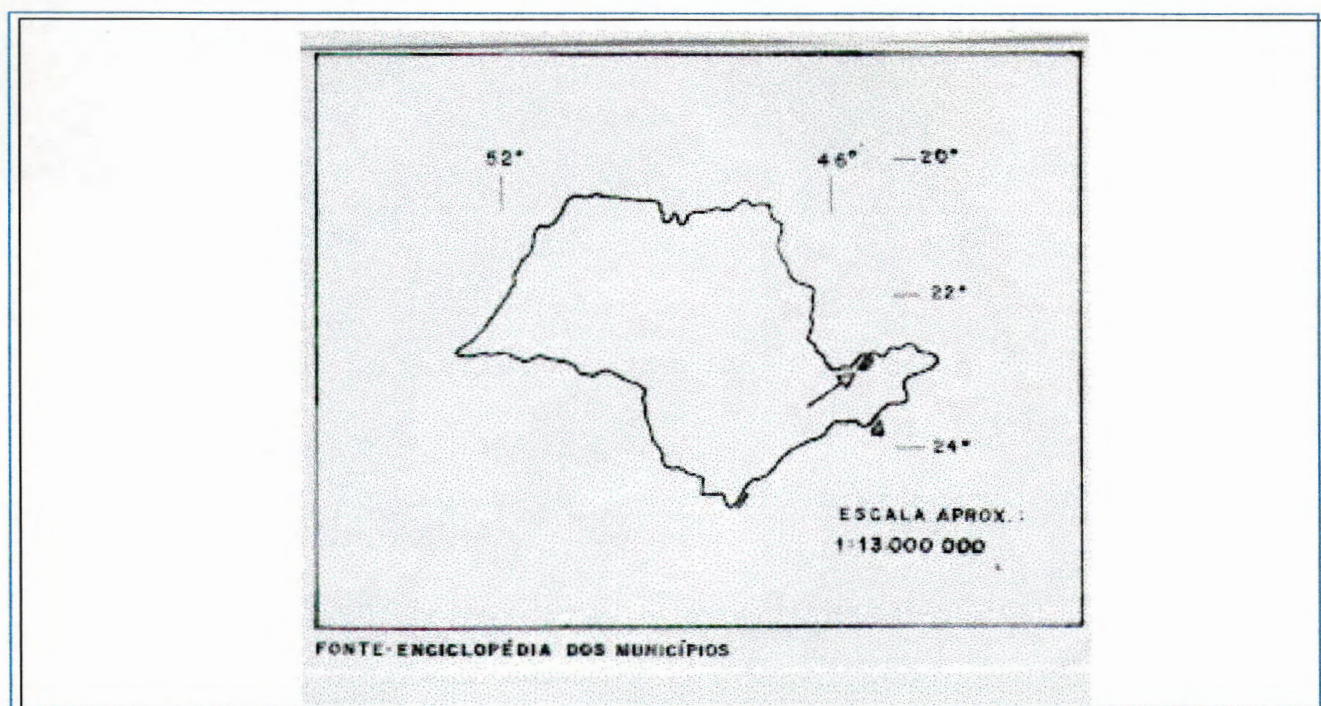 52° 46° — 20°
— 22°
— 24°
ESCALA APROX.:
1:13.000 000
FONTE-ENCICLOPÉDIA DOS MUNICÍPIOS